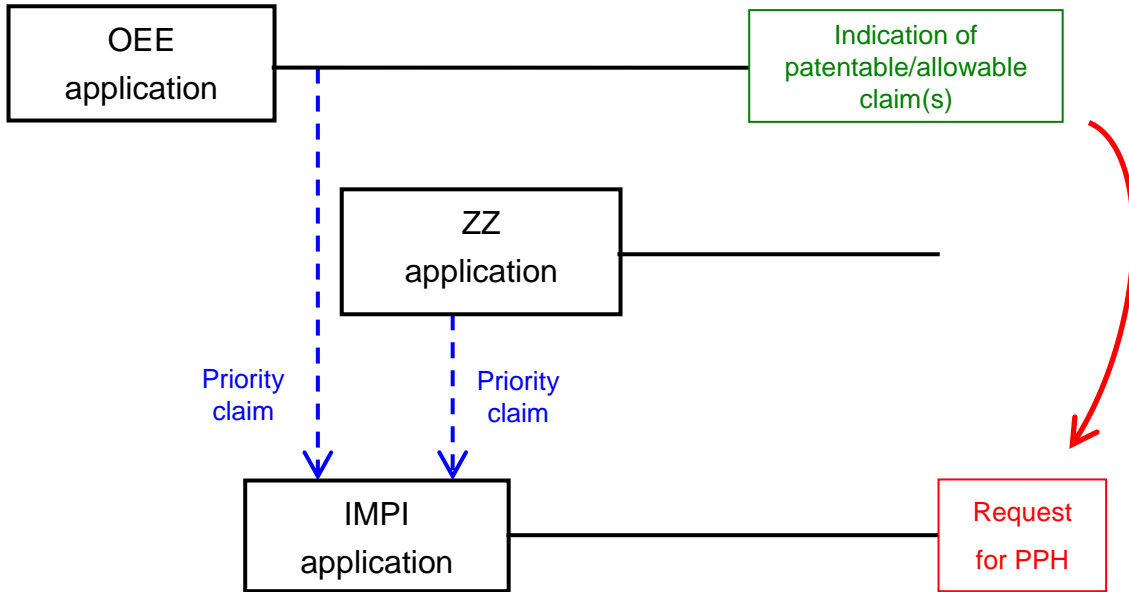 OEE
application
Indication of
patentable/allowable
claim(s)
ZZ
application
Priority
claim
Priority
claim
IMPI
application
Request
for PPH